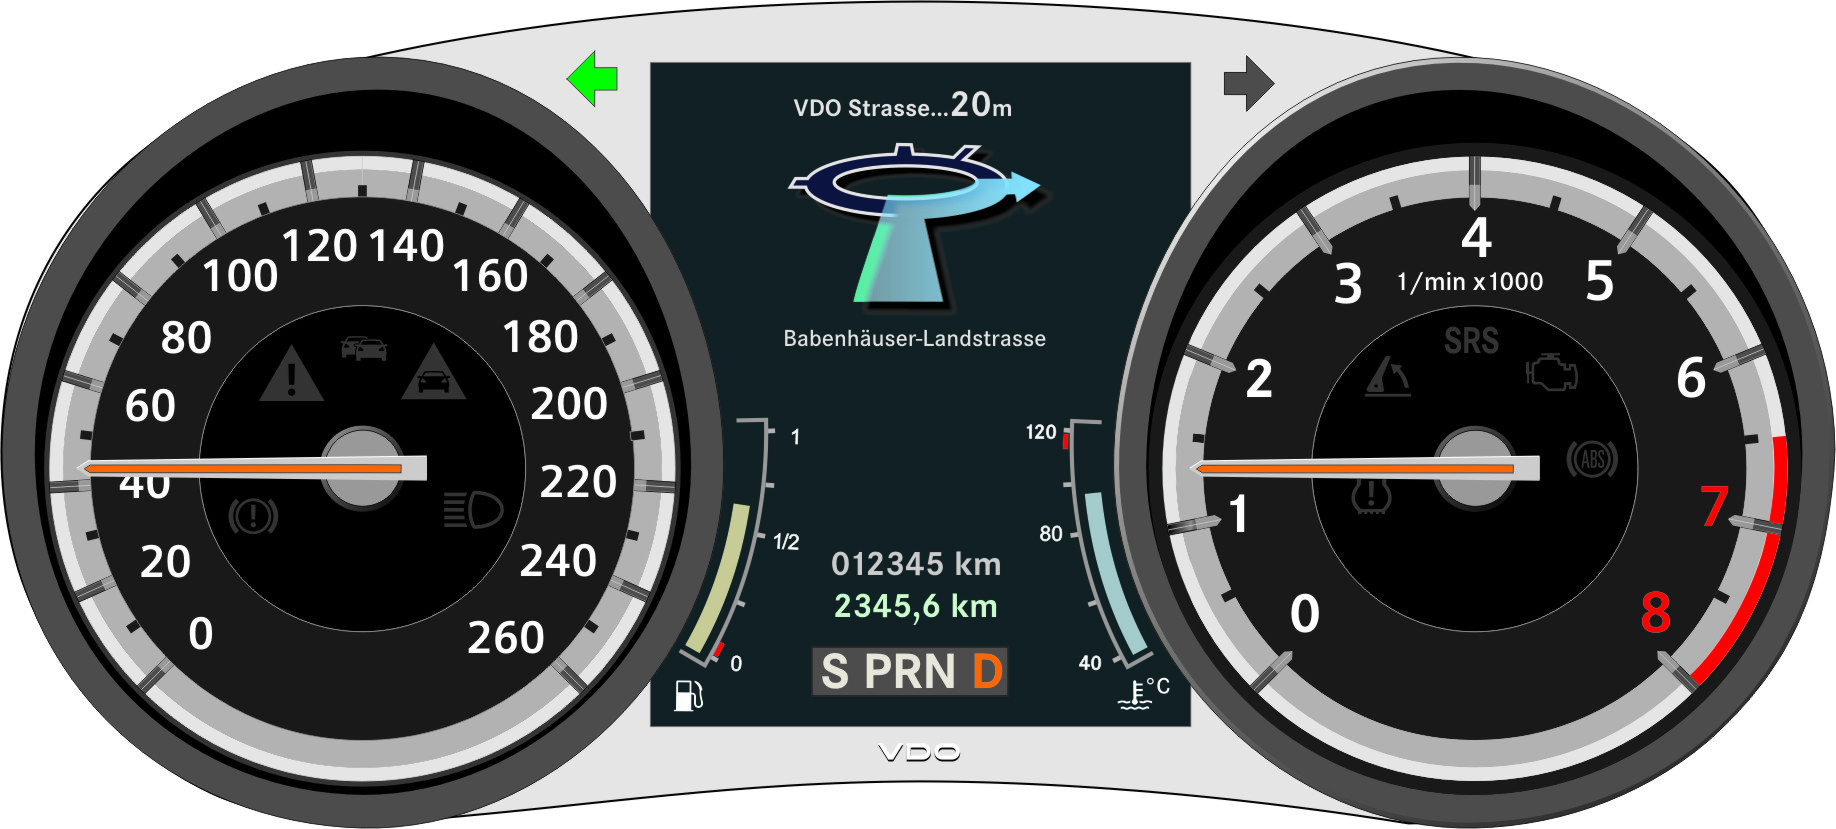 0
20
40
60
80
100
120
140
160
180
200
220
240
260
VDO Strasse...20m
Babenhäuser-Landstrasse
1
1/2
0
120
80
40
°C
012345 km
2345,6 km
S PRN D
VDO
0
1
2
3
4
5
6
7
8
1/min x1000
SRS
ABS